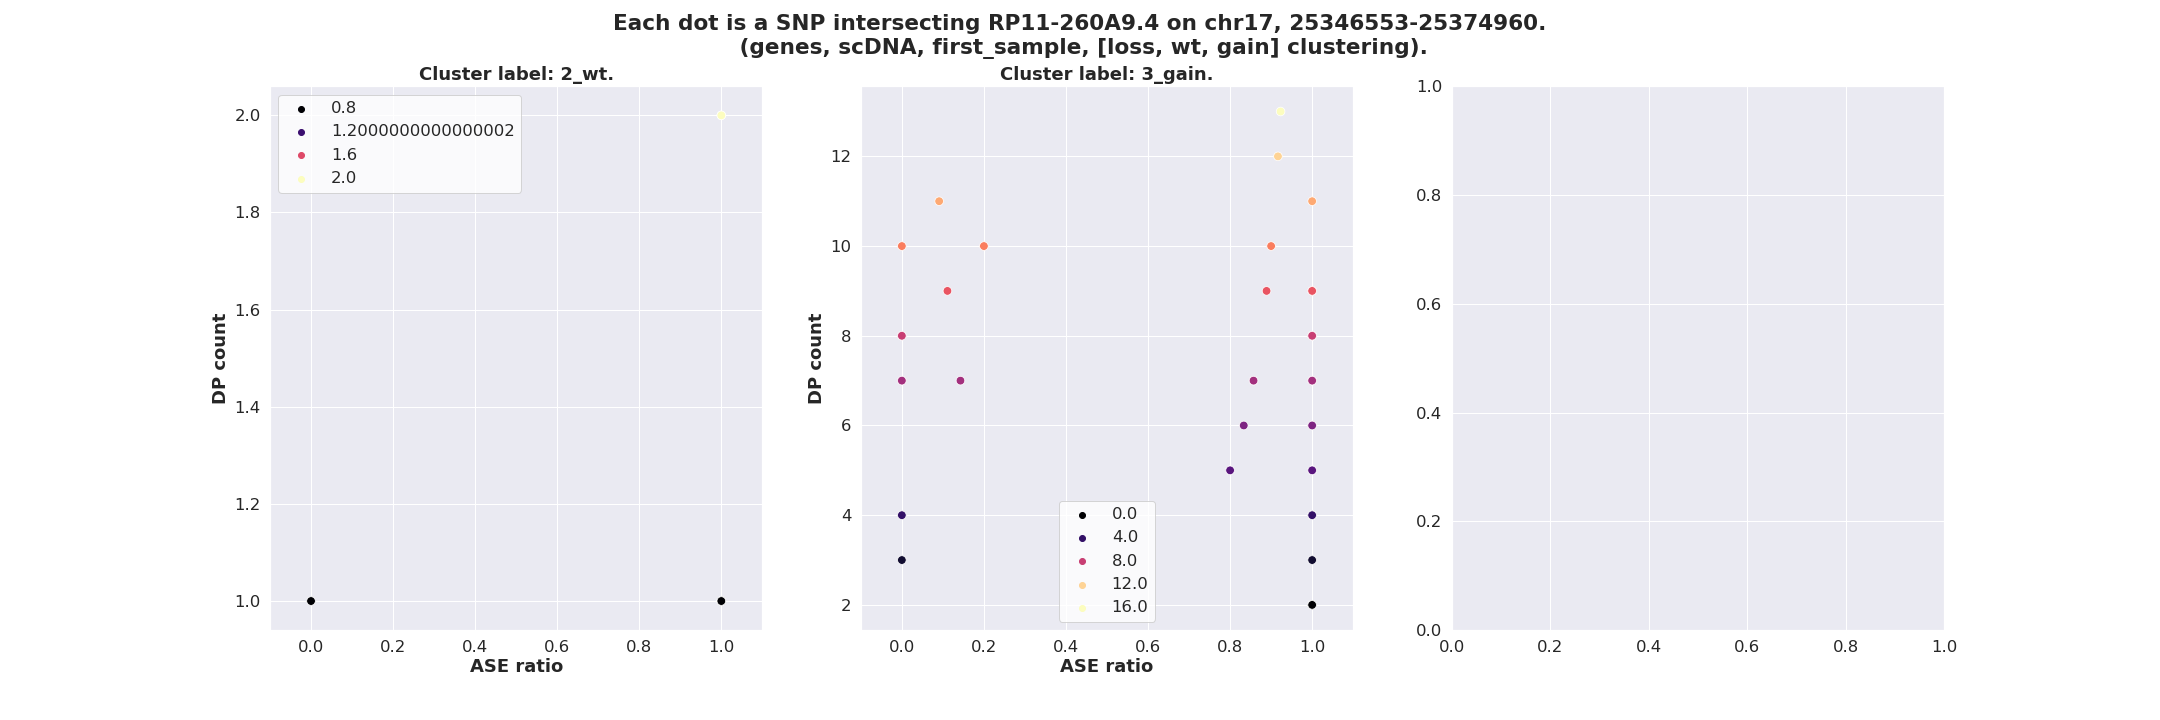 Each dot is a SNP intersecting RP11-260A9.4 on chr17, 25346553-25374960.
(genes, scDNA, first_sample, [loss, wt, gain] clustering).
Cluster label: 2_wt.
DP count
2.0
1.8
1.6
1.4
1.2
1.0
0.8
1.2000000000000002
1.6
2.0
0.0 0.2 0.4 0.6 0.8 1.0
ASE ratio
Cluster label: 3_gain.
DP count
12
10
8
6
4
2
0.0
4.0
8.0
12.0
16.0
0.0 0.2 0.4 0.6 0.8 1.0
ASE ratio
1.0
0.8
0.6
0.4
0.2
0.0
0.0 0.2 0.4 0.6 0.8 1.0